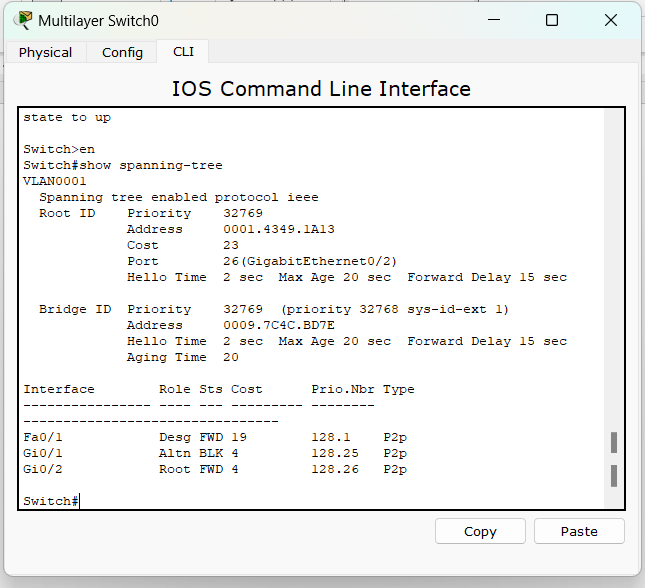 Multilayer Switch0
Physical Config CLI
IOS Command Line Interface
state to up
Switch>en
Switch#show spanning-tree
VLAN0001
  Spanning tree enabled protocol ieee
  Root ID    Priority    32769
             Address     0001.4349.1A13
             Cost        23
             Port        26(GigabitEthernet0/2)
             Hello Time  2 sec  Max Age 20 sec  Forward Delay 15 sec
  Bridge ID  Priority    32769  (priority 32768 sys-id-ext 1)
             Address     0009.7C4C.BD7E
             Hello Time  2 sec  Max Age 20 sec  Forward Delay 15 sec
             Aging Time  20
Interface        Role Sts Cost      Prio.Nbr Type
---------------- ---- --- --------- --------
--------------------------------
Fa0/1            Desg FWD 19        128.1    P2p
Gi0/1            Altn BLK 4         128.25   P2p
Gi0/2            Root FWD 4         128.26   P2p
Switch#
Copy Paste